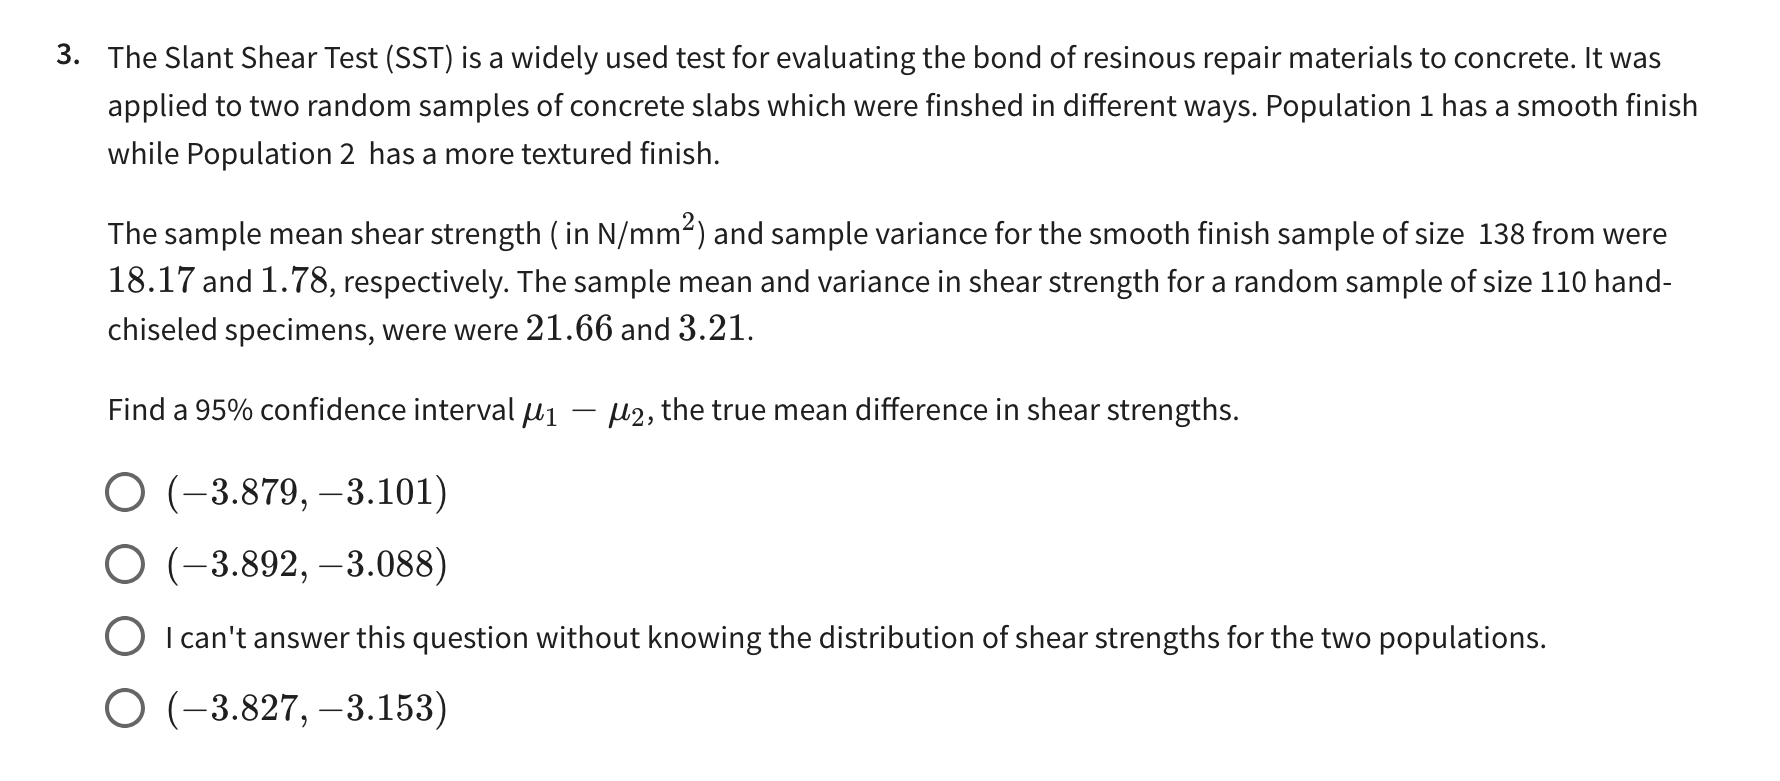 3. The Slant Shear Test (SST) is a widely used test for evaluating the bond of resinous repair materials to concrete. It was
applied to two random samples of concrete slabs which were finshed in different ways. Population 1 has a smooth finish
while Population 2 has a more textured finish.
The sample mean shear strength ( in N/mm²) and sample variance for the smooth finish sample of size 138 from were
18.17 and 1.78, respectively. The sample mean and variance in shear strength for a random sample of size 110 hand-
chiseled specimens, were were 21.66 and 3.21.
Find a 95% confidence interval μ₁ − μ₂, the true mean difference in shear strengths.
(−3.879, −3.101)
(−3.892, −3.088)
I can't answer this question without knowing the distribution of shear strengths for the two populations.
(−3.827, −3.153)